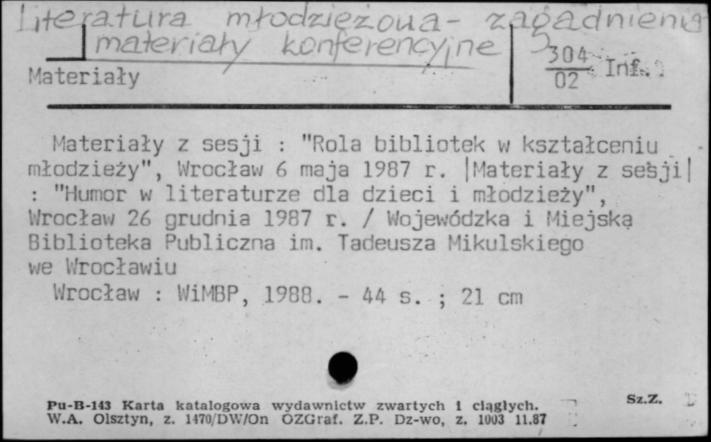 Literatura młodzieżowa - zagadnienia
materiały konferencyjne
304
02 Inf.
Materiały
Materiały z sesji : "Rola bibliotek w kształceniu
młodzieży", Wrocław 6 maja 1987 r. |Materiały z sesji|
: "Humor w literaturze dla dzieci i młodzieży",
Wrocław 26 grudnia 1987 r. / Wojewódzka i Miejska
Biblioteka Publiczna im. Tadeusza Mikulskiego
we Wrocławiu
Wrocław : WiMBP, 1988. - 44 s. ; 21 cm
Pu-B-143 Karta katalogowa wydawnictw zwartych i ciągłych. Sz.Z.
W.A. Olsztyn, z. 1470/DW/On OZGraf. Z.P. Dz-wo, z. 1003 11.87